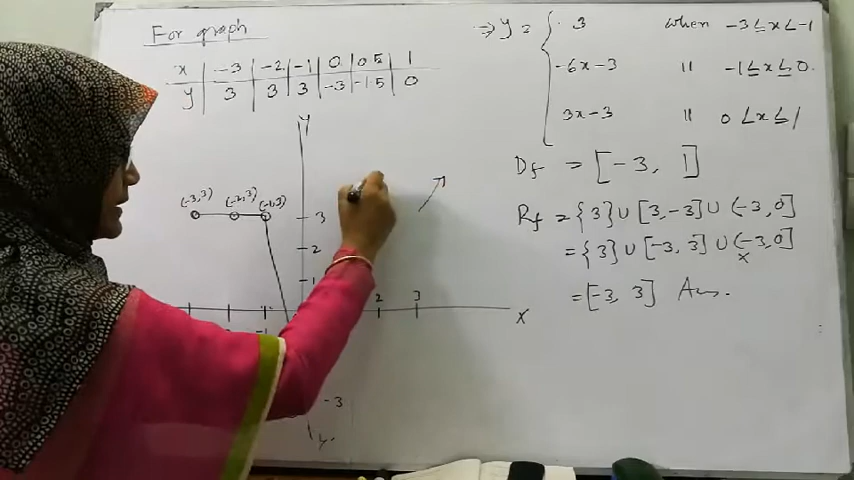 For graph
x | -3 | -2 | -1 | 0 | 0.5 | 1
y | 3 | 3 | 3 | -3 | -1.5 | 0
→ y = { 3 when -3≤x<-1
-6x-3 " -1≤x≤0.
3x-3 " 0<x≤1
Df = [-3, 1]
Rf = {3}∪[3,-3]∪(-3,0]
= {3}∪[-3,3]∪(-3,0]
x
= [-3, 3] Ans.
y
(-3,3) (-2,3) (-1,3)
3
2
1
2 3
x
-3
y'